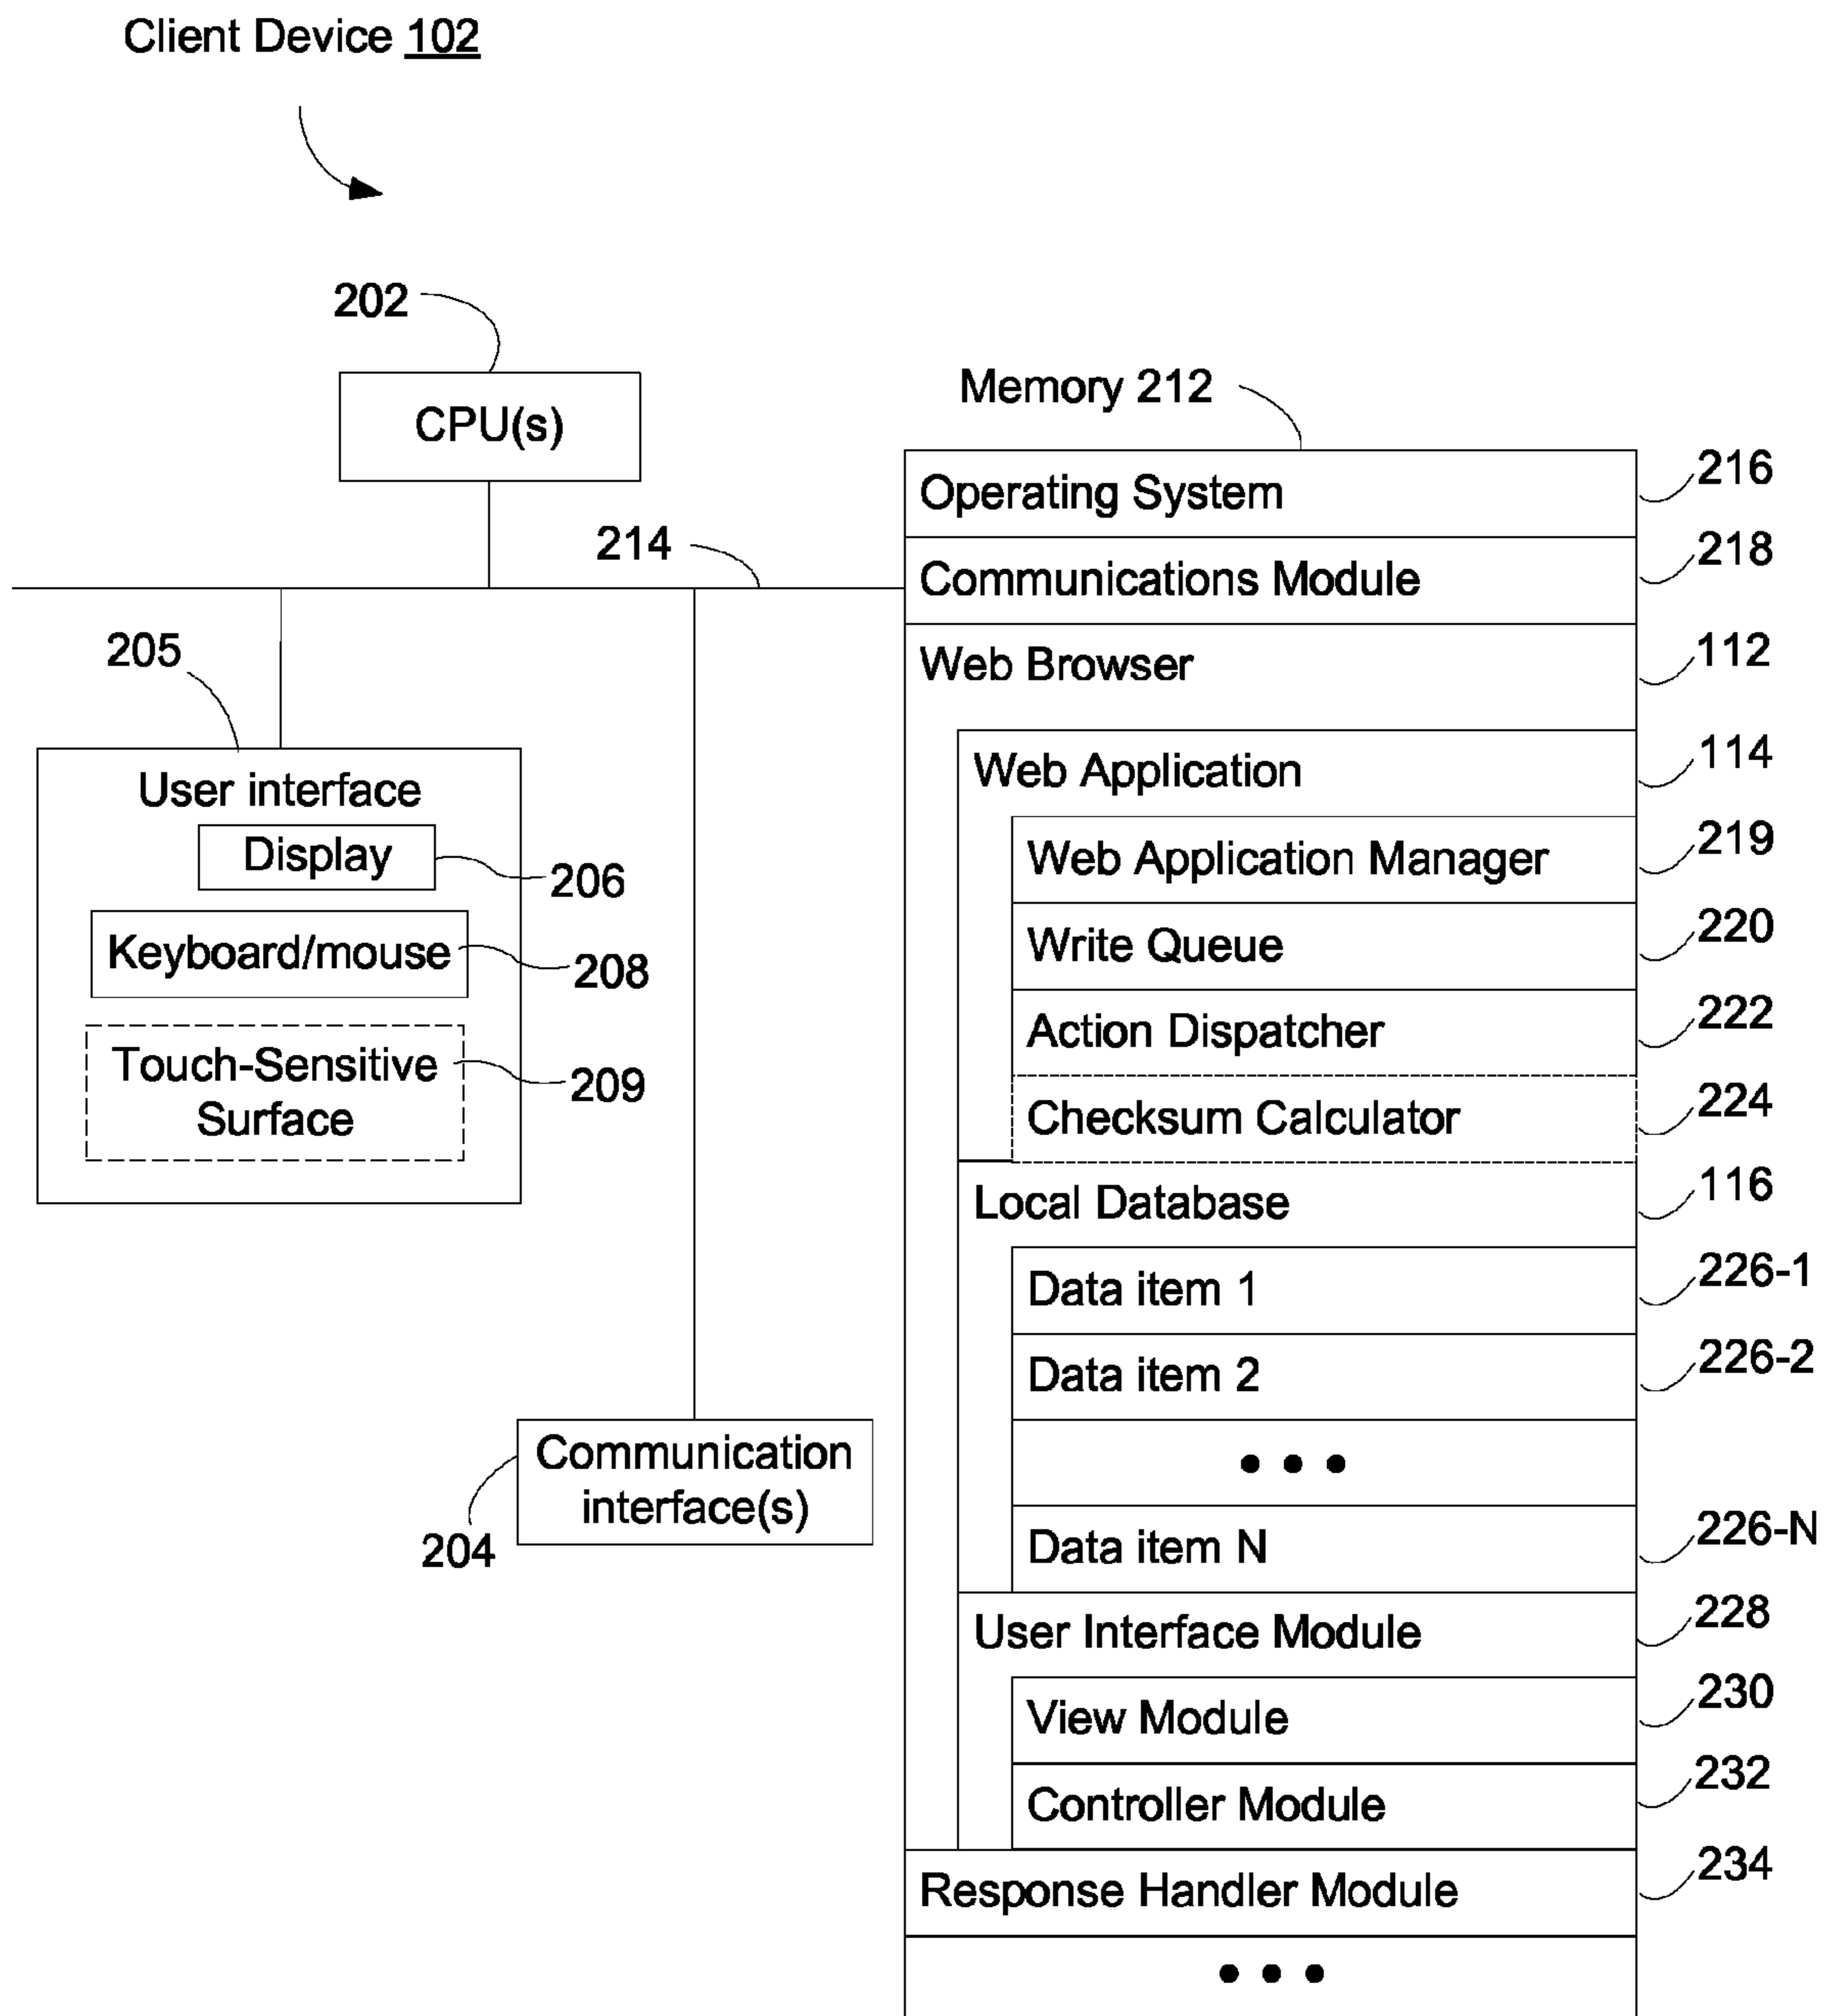 Client Device 102
202
CPU(s)
214
205
User interface
Display
206
Keyboard/mouse
208
Touch-Sensitive
Surface
209
Communication
interface(s)
204
Memory 212
Operating System
216
Communications Module
218
Web Browser
112
Web Application
114
Web Application Manager
219
Write Queue
220
Action Dispatcher
222
Checksum Calculator
224
Local Database
116
Data item 1
226-1
Data item 2
226-2
• • •
Data item N
226-N
User Interface Module
228
View Module
230
Controller Module
232
Response Handler Module
234
• • •